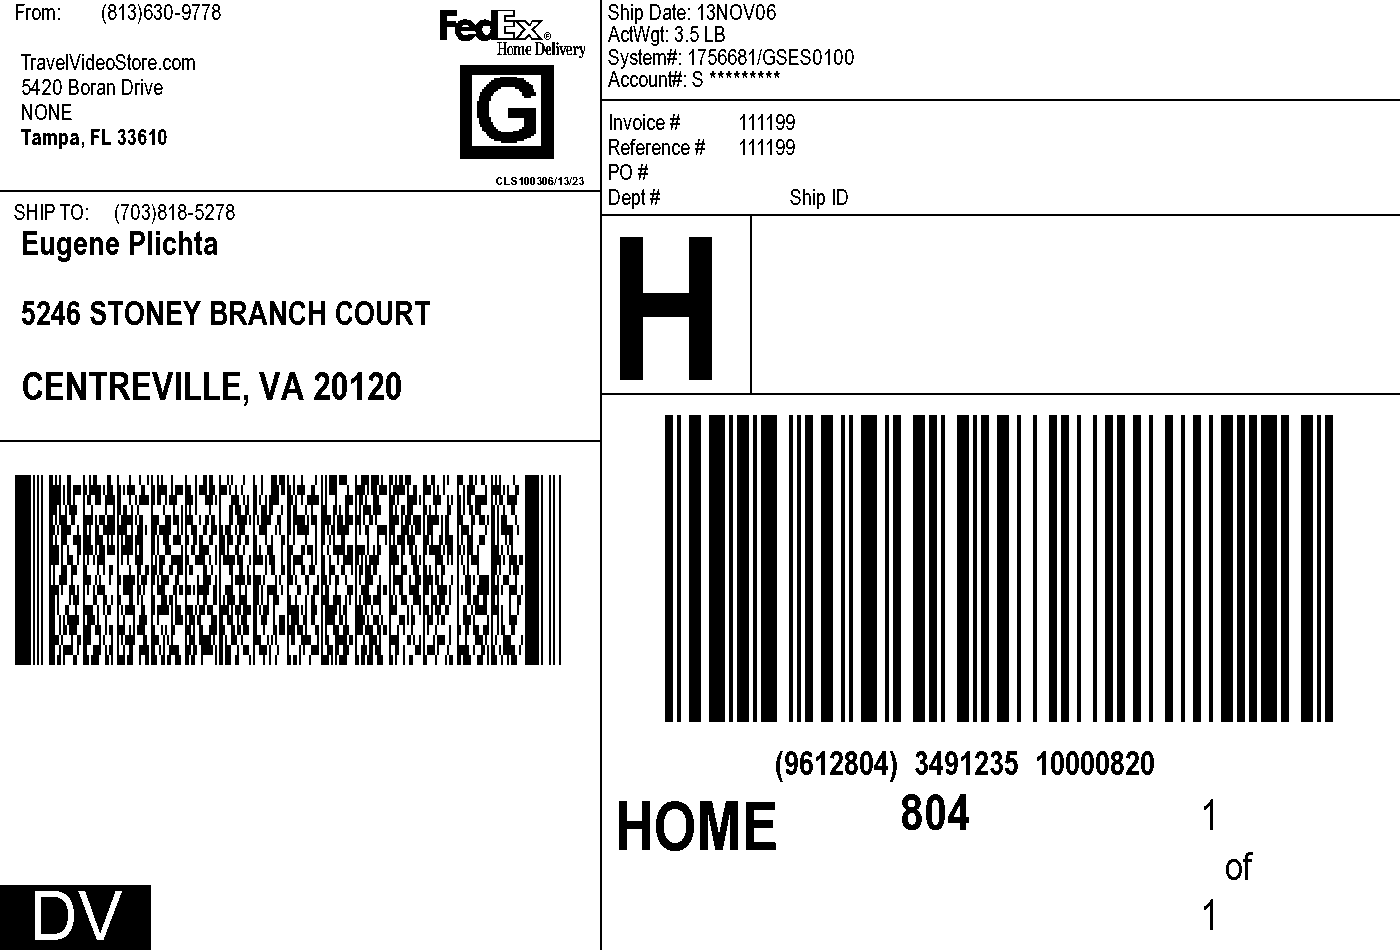 From: (813)630-9778
TravelVideoStore.com
5420 Boran Drive
NONE
Tampa, FL 33610
FedEx®
Home Delivery
G
CLS100306/13/23
SHIP TO: (703)818-5278
Eugene Plichta
5246 STONEY BRANCH COURT
CENTREVILLE, VA 20120
DV
Ship Date: 13NOV06
ActWgt: 3.5 LB
System#: 1756681/GSES0100
Account#: S *********
Invoice # 111199
Reference # 111199
PO #
Dept # Ship ID
H
(9612804) 3491235 10000820
HOME 804 1
of
1